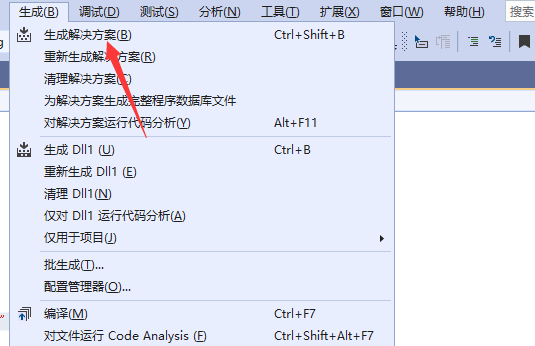 生成(B) 调试(D) 测试(S) 分析(N) 工具(T) 扩展(X) 窗口(W) 帮助(H) 搜索
生成解决方案(B) Ctrl+Shift+B
重新生成解决方案(R)
清理解决方案(C)
为解决方案生成完整程序数据库文件
对解决方案运行代码分析(Y) Alt+F11
生成 Dll1 (U) Ctrl+B
重新生成 Dll1 (E)
清理 Dll1(N)
仅对 Dll1 运行代码分析(A)
仅用于项目(J)
批生成(T)...
配置管理器(O)...
编译(M) Ctrl+F7
对文件运行 Code Analysis (F) Ctrl+Shift+Alt+F7